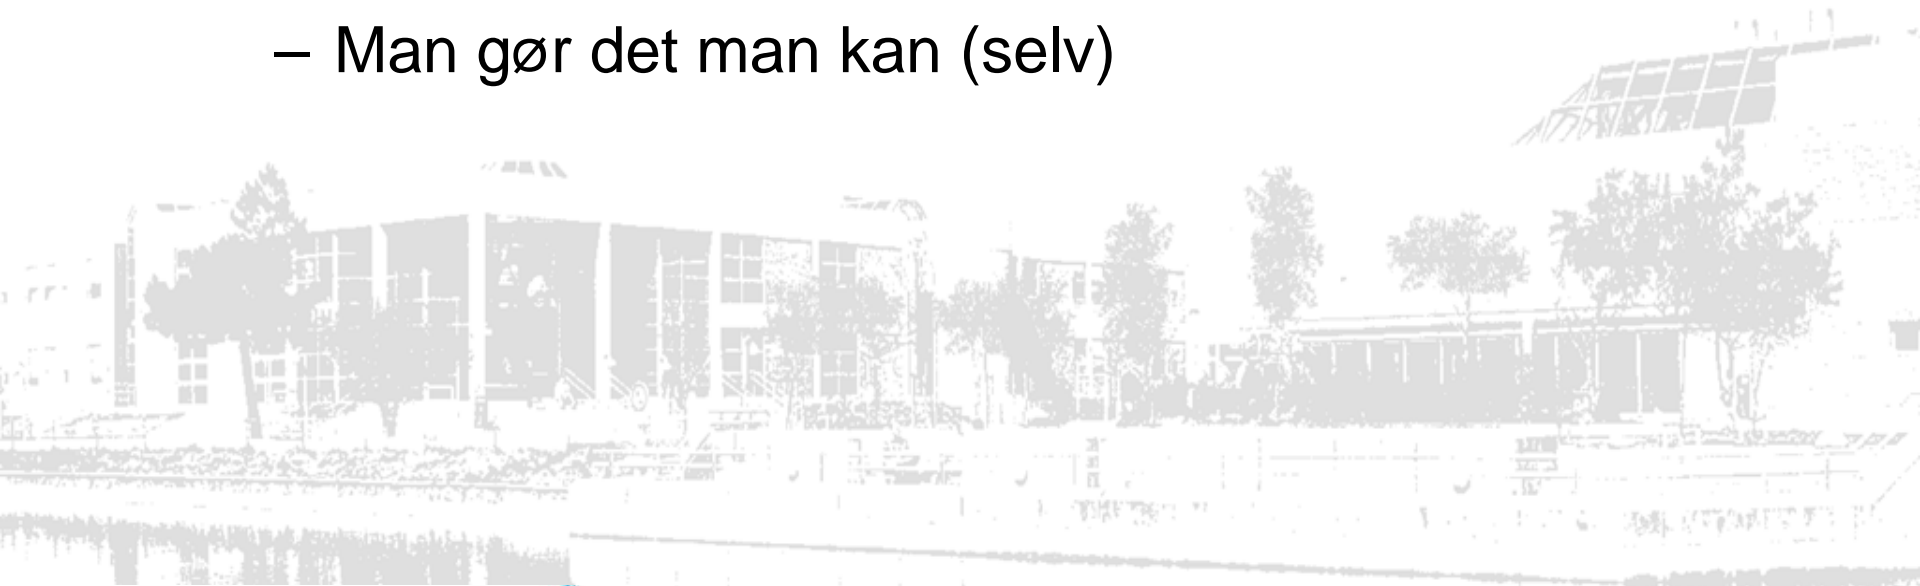 – Man gør det man kan (selv)